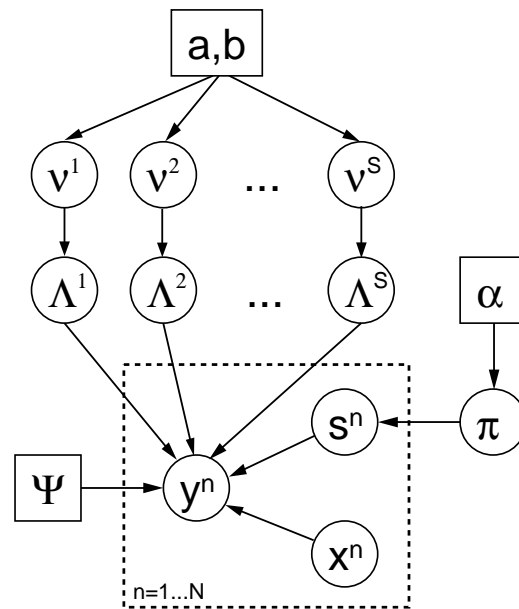 a,b
ν¹ ν² ... νˢ
Λ¹ Λ² ... Λˢ
α
sⁿ π
Ψ yⁿ
xⁿ
n=1...N